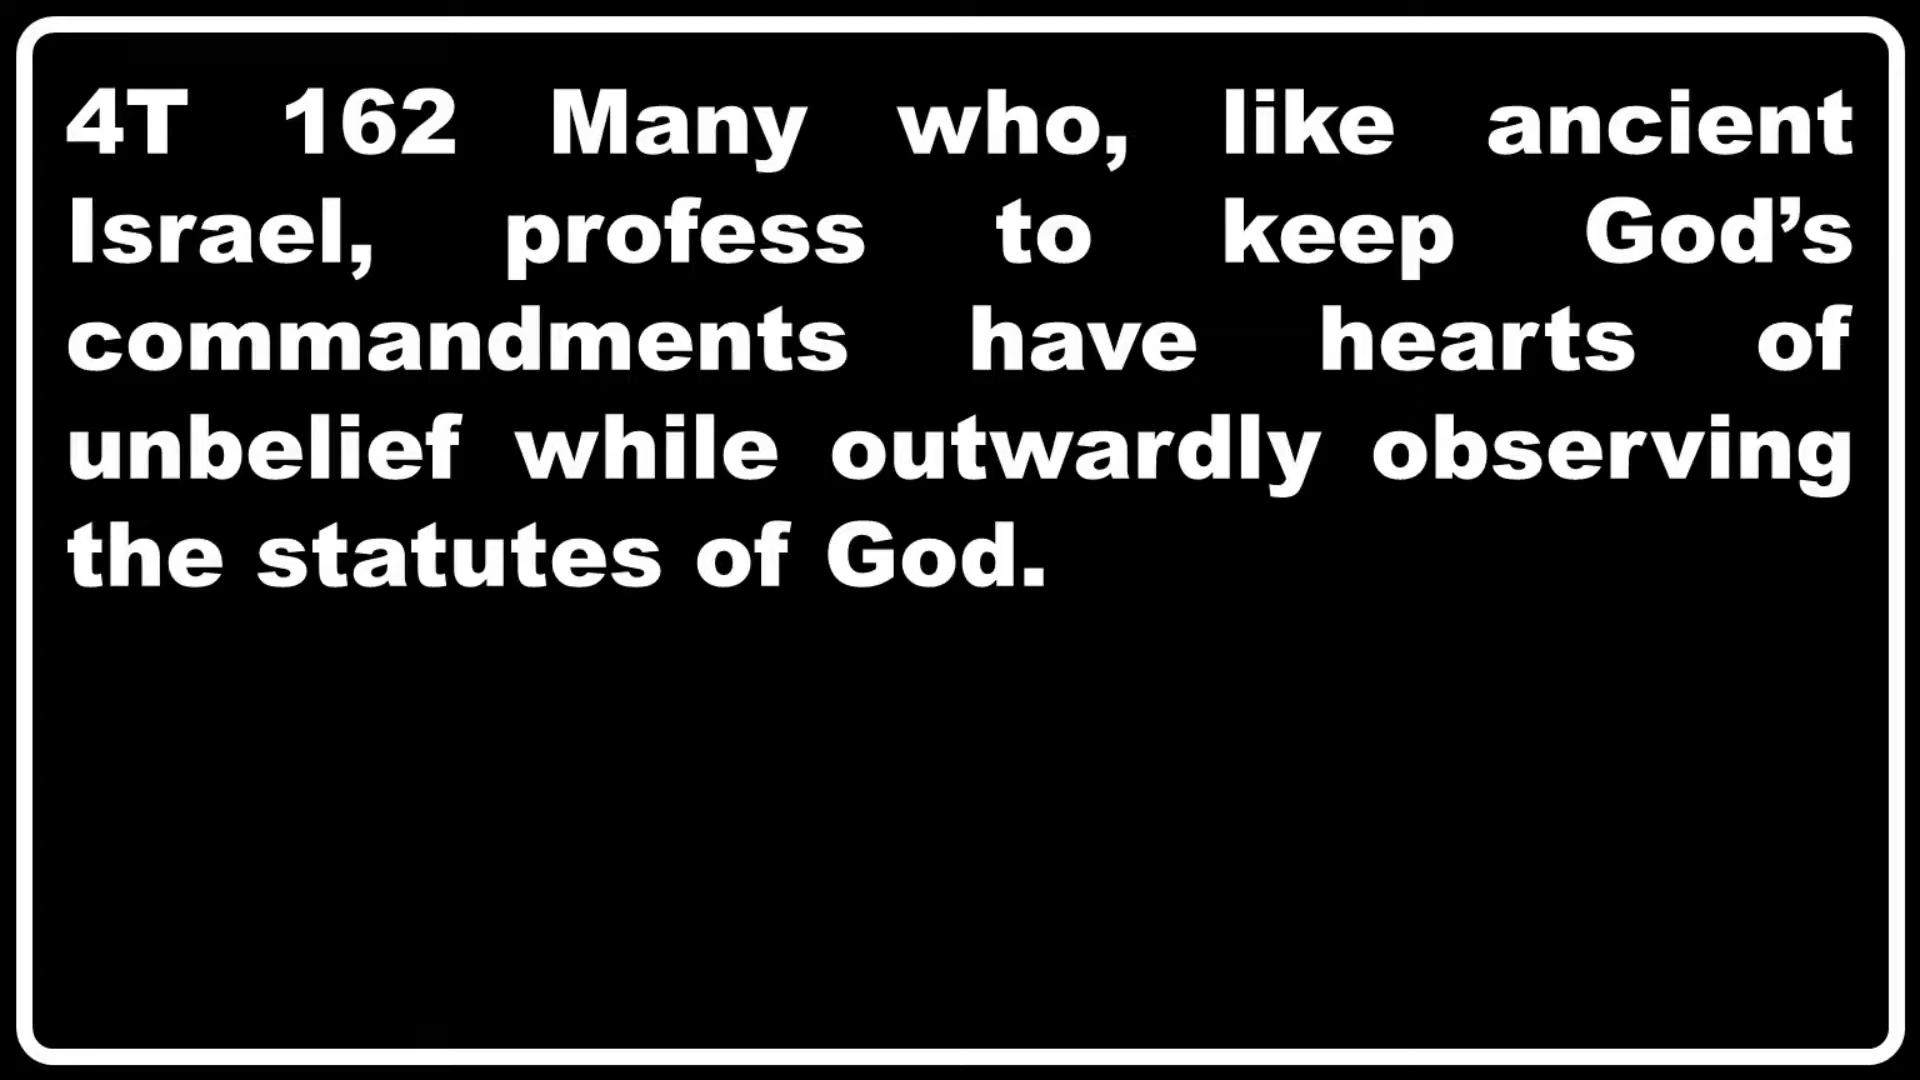 4T 162 Many who, like ancient
Israel, profess to keep God’s
commandments have hearts of
unbelief while outwardly observing
the statutes of God.